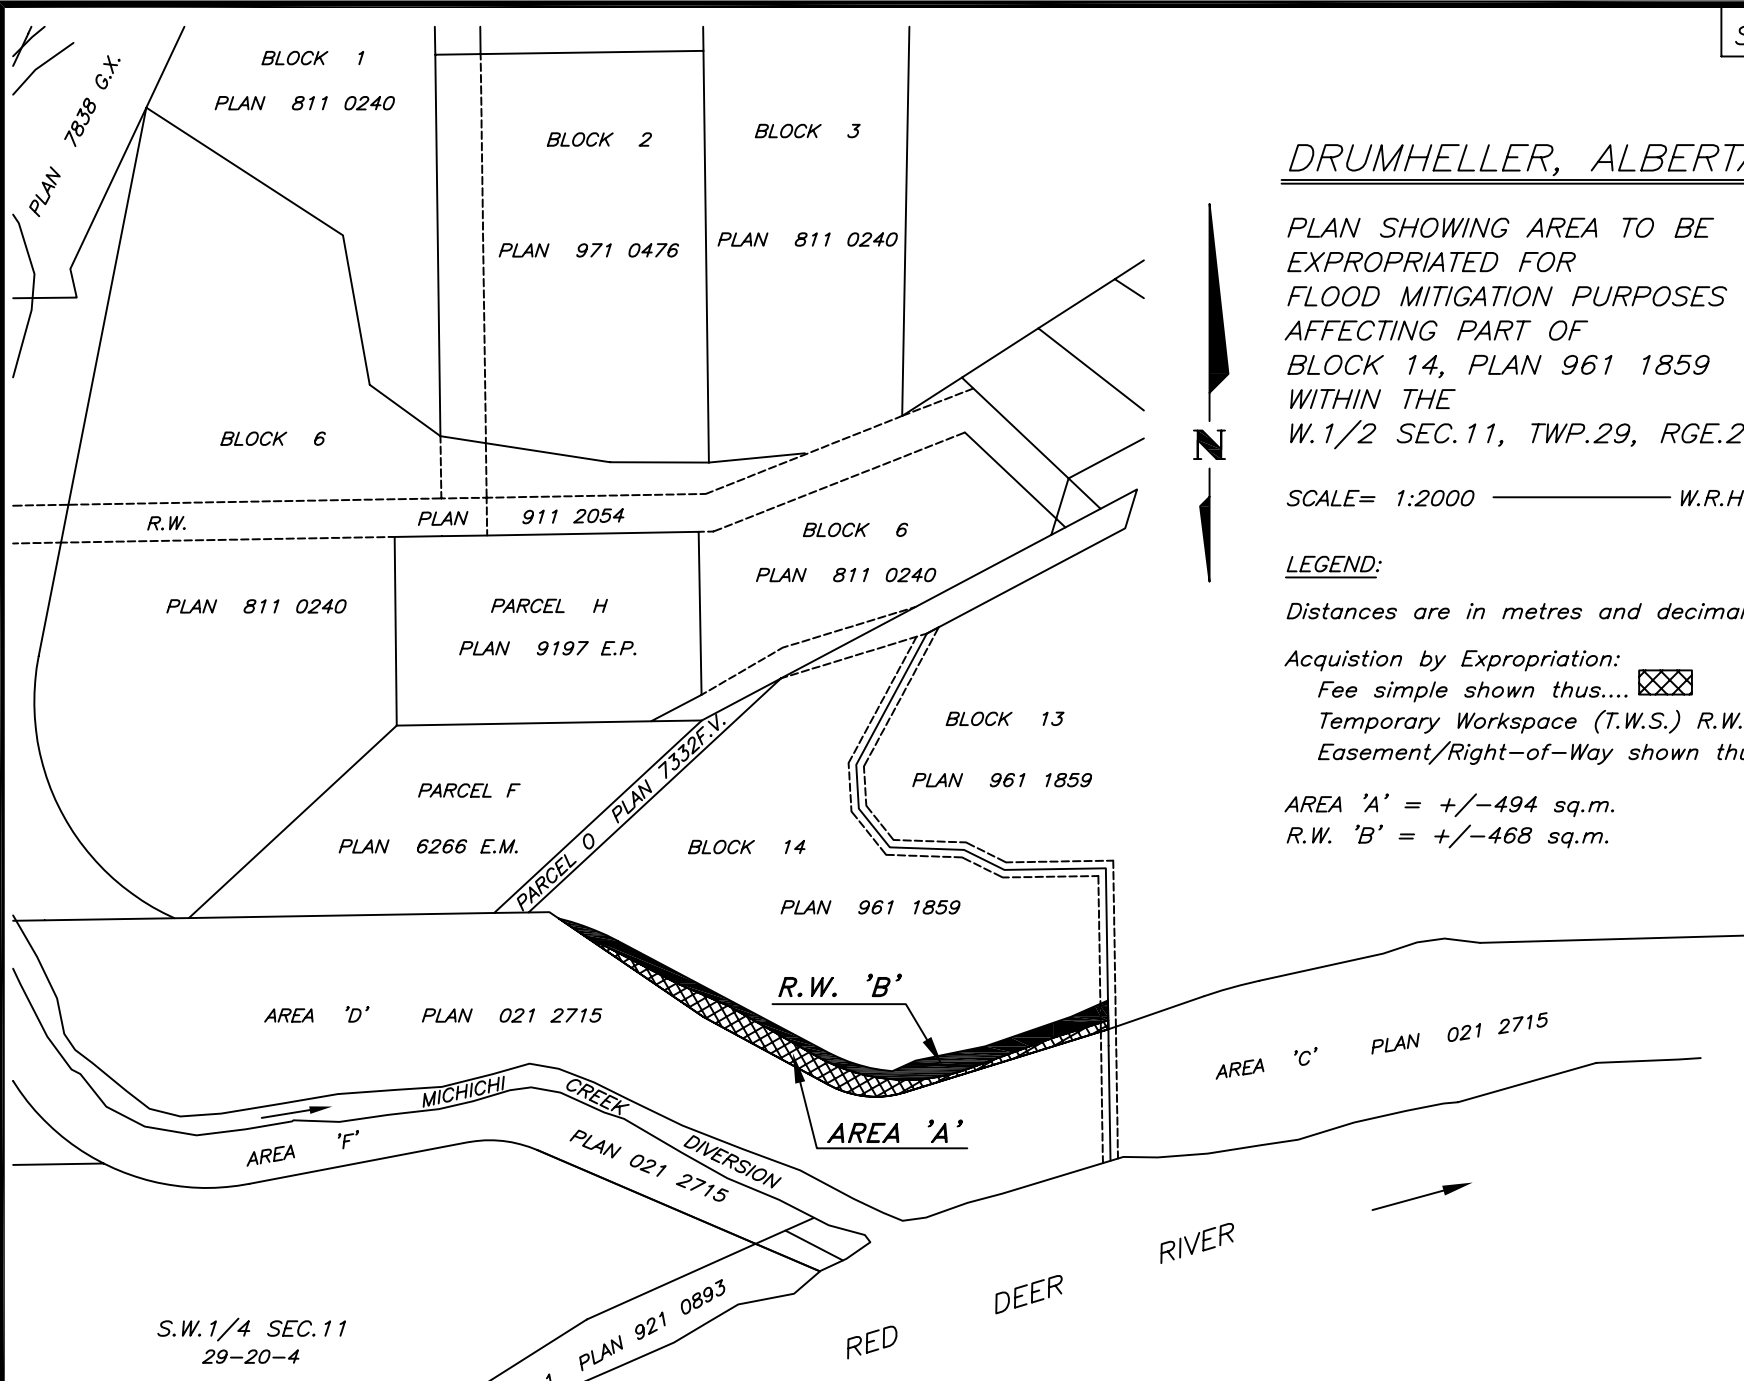 S
PLAN 7838 G.X.
BLOCK 1
PLAN 811 0240
BLOCK 2
PLAN 971 0476
BLOCK 3
PLAN 811 0240
BLOCK 6
R.W. PLAN 911 2054
PLAN 811 0240
PARCEL H
PLAN 9197 E.P.
BLOCK 6
PLAN 811 0240
PARCEL F
PLAN 6266 E.M.
PARCEL O PLAN 7332F.V.
BLOCK 13
PLAN 961 1859
BLOCK 14
PLAN 961 1859
R.W. 'B'
AREA 'A'
AREA 'D' PLAN 021 2715
AREA 'C' PLAN 021 2715
MICHICHI CREEK DIVERSION
AREA 'F' PLAN 021 2715
PLAN 921 0893
S.W.1/4 SEC.11
29-20-4
RED DEER RIVER
N
DRUMHELLER, ALBERTA
PLAN SHOWING AREA TO BE
EXPROPRIATED FOR
FLOOD MITIGATION PURPOSES
AFFECTING PART OF
BLOCK 14, PLAN 961 1859
WITHIN THE
W.1/2 SEC.11, TWP.29, RGE.2
SCALE= 1:2000 W.R.H
LEGEND:
Distances are in metres and decimal
Acquistion by Expropriation:
Fee simple shown thus....
Temporary Workspace (T.W.S.) R.W.
Easement/Right-of-Way shown thu
AREA 'A' = +/-494 sq.m.
R.W. 'B' = +/-468 sq.m.